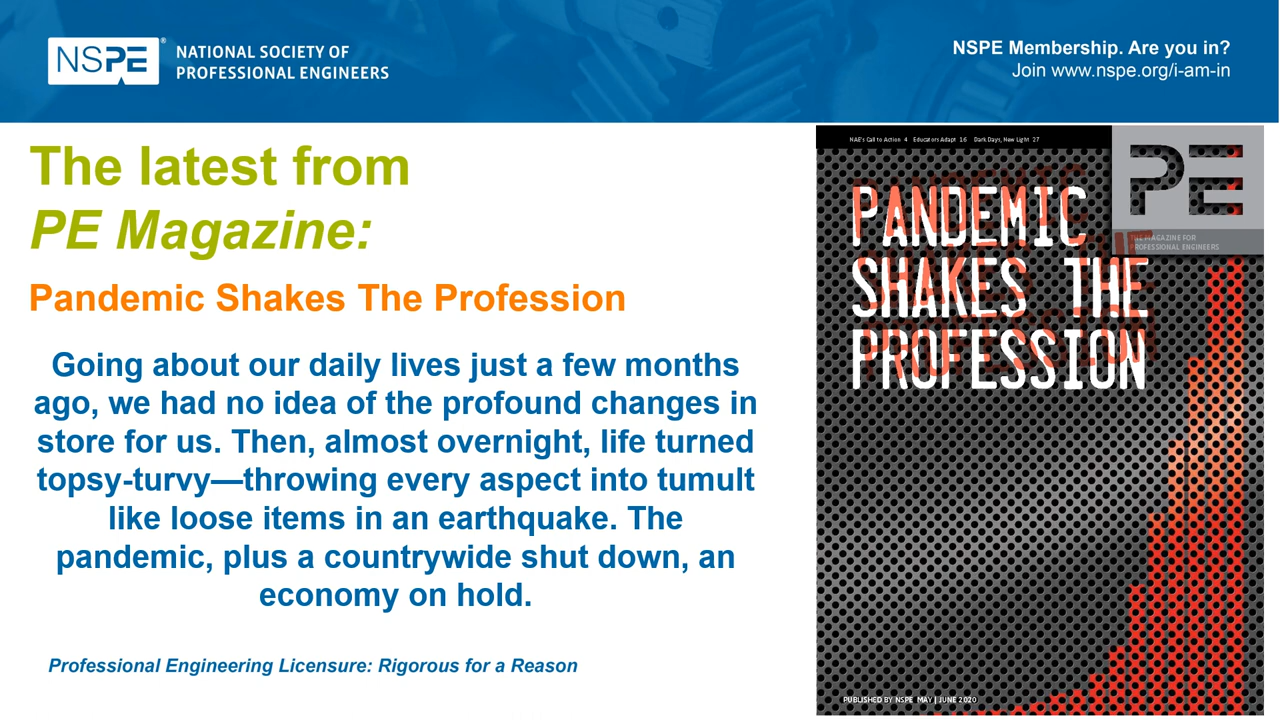 NSPE®
NATIONAL SOCIETY OF
PROFESSIONAL ENGINEERS
NSPE Membership. Are you in?
Join www.nspe.org/i-am-in
The latest from
PE Magazine:
Pandemic Shakes The Profession
Going about our daily lives just a few months
ago, we had no idea of the profound changes in
store for us. Then, almost overnight, life turned
topsy-turvy—throwing every aspect into tumult
like loose items in an earthquake. The
pandemic, plus a countrywide shut down, an
economy on hold.
Professional Engineering Licensure: Rigorous for a Reason
NAE's Call to Action 4 Educators Adapt 16 Dark Days, New Light 27
PE
THE MAGAZINE FOR
PROFESSIONAL ENGINEERS
PANDEMIC
SHAKES THE
PROFESSION
PUBLISHED BY NSPE MAY | JUNE 2020